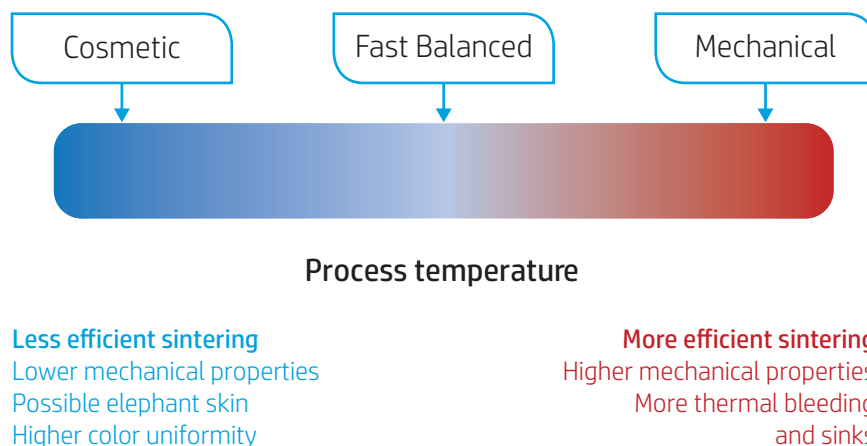 Cosmetic
Fast Balanced
Mechanical
Process temperature
Less efficient sintering
Lower mechanical properties
Possible elephant skin
Higher color uniformity
More efficient sintering
Higher mechanical properties
More thermal bleeding
and sinks